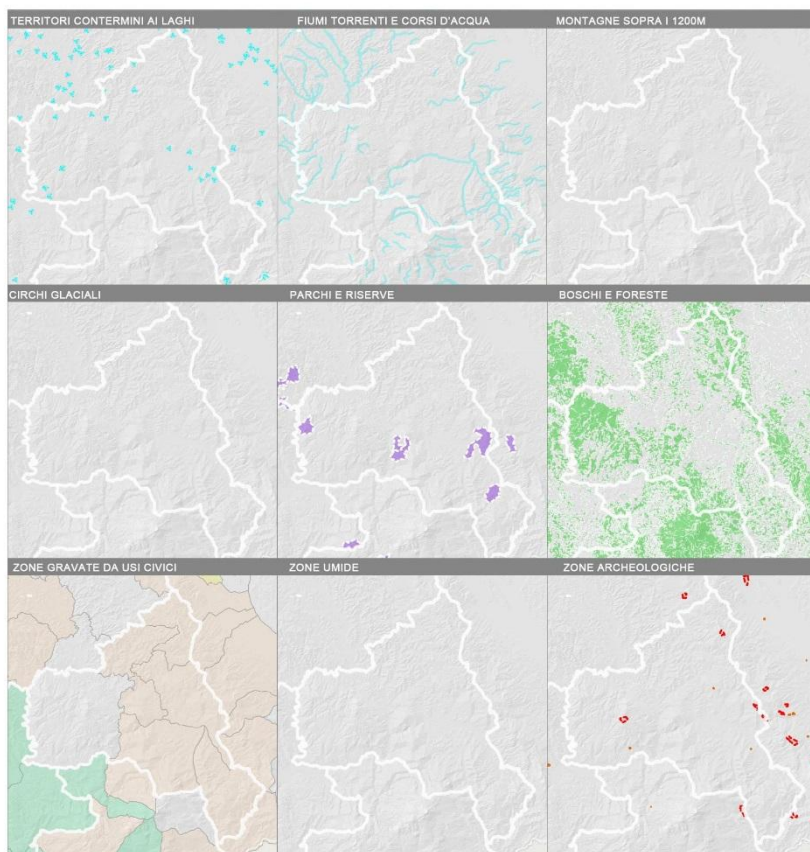 TERRITORI CONTERMINI AI LAGHI
FIUMI TORRENTI E CORSI D'ACQUA
MONTAGNE SOPRA I 1200M
CIRCHI GLACIALI
PARCHI E RISERVE
BOSCHI E FORESTE
ZONE GRAVATE DA USI CIVICI
ZONE UMIDE
ZONE ARCHEOLOGICHE